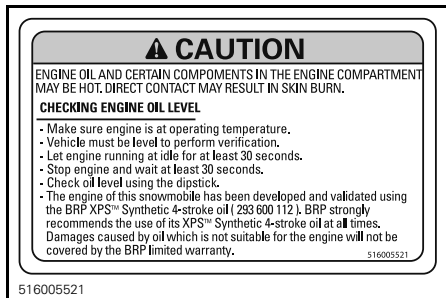 CAUTION
ENGINE OIL AND CERTAIN COMPOMENTS IN THE ENGINE COMPARTMENT
MAY BE HOT. DIRECT CONTACT MAY RESULT IN SKIN BURN.
CHECKING ENGINE OIL LEVEL
- Make sure engine is at operating temperature.
- Vehicle must be level to perform verification.
- Let engine running at idle for at least 30 seconds.
- Stop engine and wait at least 30 seconds.
- Check oil level using the dipstick.
- The engine of this snowmobile has been developed and validated using
the BRP XPS™ Synthetic 4-stroke oil ( 293 600 112 ). BRP strongly
recommends the use of its XPS™ Synthetic 4-stroke oil at all times.
Damages caused by oil which is not suitable for the engine will not be
covered by the BRP limited warranty.
516005521
516005521